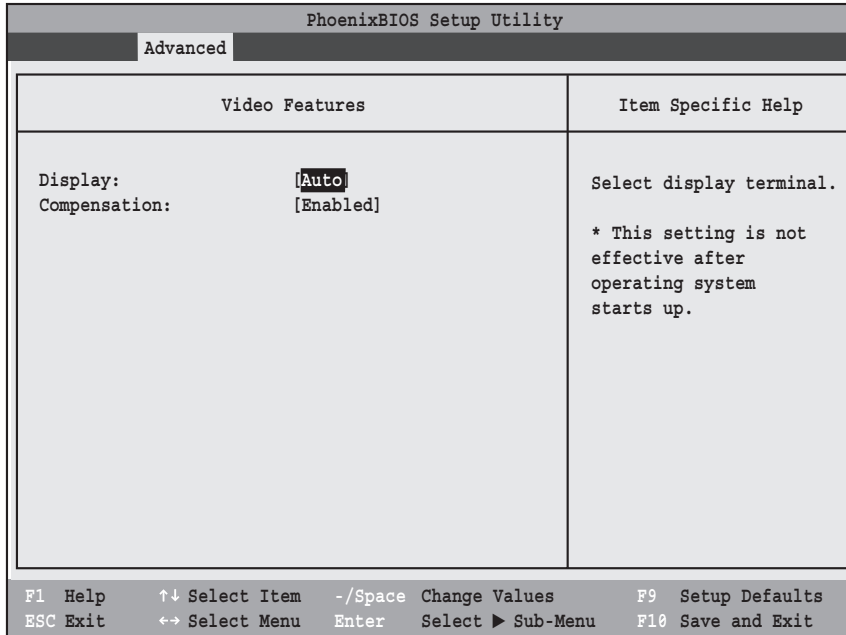 PhoenixBIOS Setup Utility
Advanced
Video Features
Item Specific Help
Display: [Auto]
Compensation: [Enabled]
Select display terminal.
* This setting is not
effective after
operating system
starts up.
F1 Help ↑↓ Select Item -/Space Change Values F9 Setup Defaults
ESC Exit ←→ Select Menu Enter Select ▶ Sub-Menu F10 Save and Exit